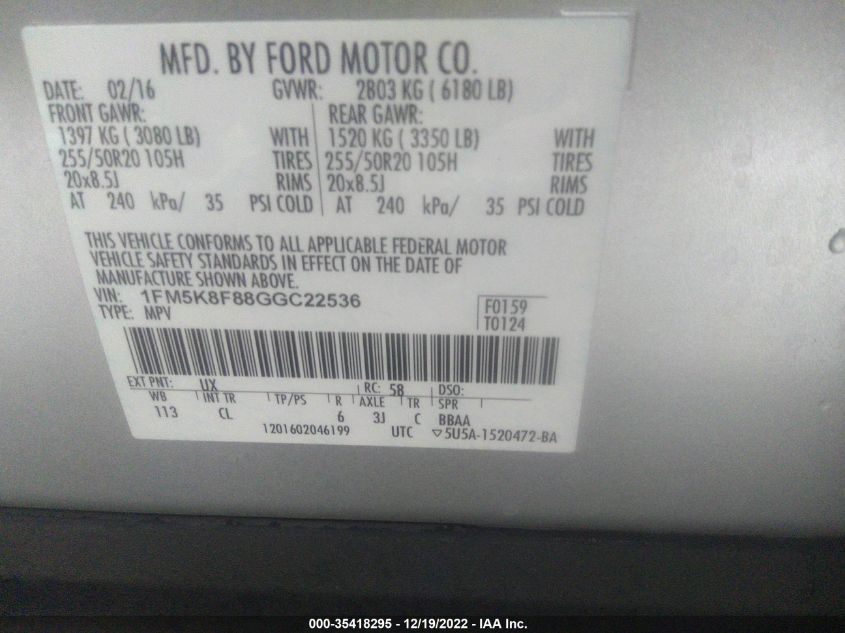 MFD. BY FORD MOTOR CO.
DATE: 02/16 GVWR: 2803 KG ( 6180 LB)
FRONT GAWR: REAR GAWR:
1397 KG ( 3080 LB) WITH 1520 KG ( 3350 LB) WITH
255/50R20 105H TIRES 255/50R20 105H TIRES
20x8.5J RIMS 20x8.5J RIMS
AT 240 kPa/ 35 PSI COLD AT 240 kPa/ 35 PSI COLD
THIS VEHICLE CONFORMS TO ALL APPLICABLE FEDERAL MOTOR
VEHICLE SAFETY STANDARDS IN EFFECT ON THE DATE OF
MANUFACTURE SHOWN ABOVE.
VIN: 1FM5K8F88GGC22536 F0159
TYPE: MPV T0124
EXT PNT: UX RC: 58 DSO:
WB INT TR TP/PS R AXLE TR SPR
113 CL 6 3J C BBAA
1201602046199 UTC ▽5U5A-1520472-BA
000-35418295 - 12/19/2022 - IAA Inc.